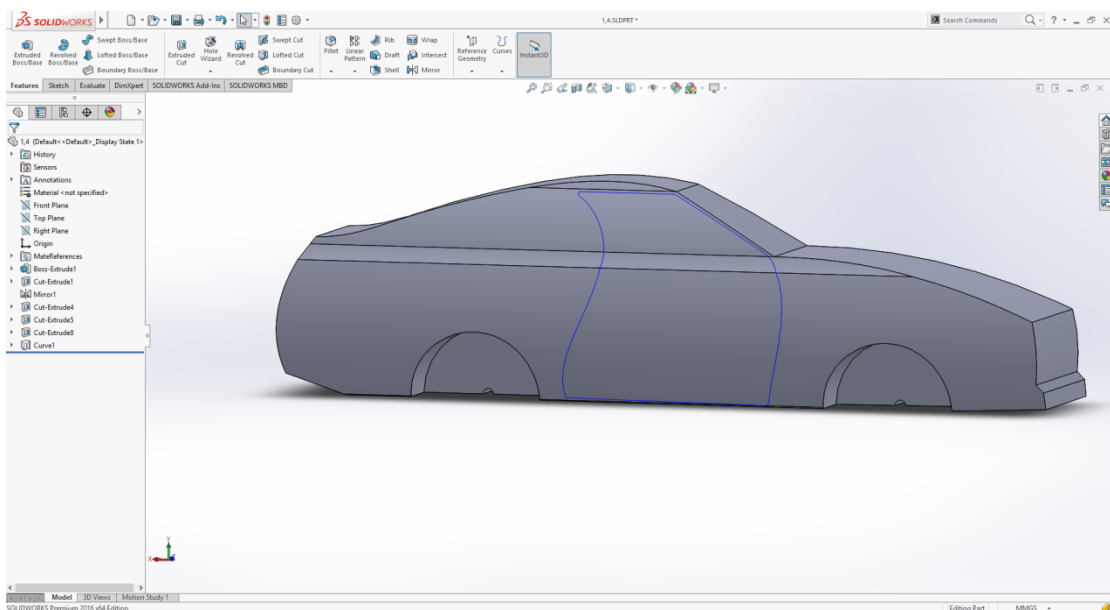 SOLIDWORKS
1,4.SLDPRT *
Search Commands
Extruded Boss/Base
Revolved Boss/Base
Swept Boss/Base
Lofted Boss/Base
Boundary Boss/Base
Extruded Cut
Hole Wizard
Revolved Cut
Swept Cut
Lofted Cut
Boundary Cut
Fillet
Linear Pattern
Rib
Draft
Shell
Wrap
Intersect
Mirror
Reference Geometry
Curves
Instant3D
Features
Sketch
Evaluate
DimXpert
SOLIDWORKS Add-Ins
SOLIDWORKS MBD
1,4 (Default<<Default>_Display State 1>
History
Sensors
Annotations
Material <not specified>
Front Plane
Top Plane
Right Plane
Origin
MateReferences
Boss-Extrude1
Cut-Extrude1
Mirror1
Cut-Extrude4
Cut-Extrude5
Cut-Extrude8
Curve1
Y
X
Model
3D Views
Motion Study 1
SOLIDWORKS Premium 2016 x64 Edition
Editing Part
MMGS